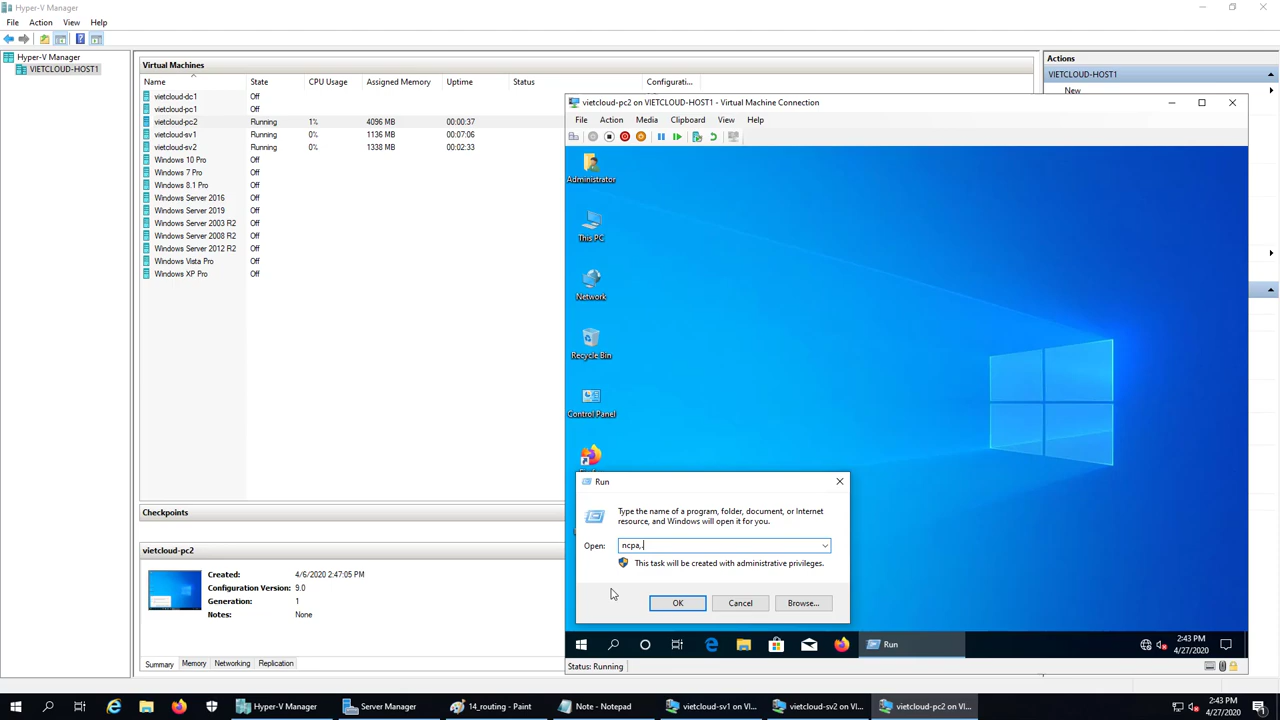 Hyper-V Manager
File Action View Help
Hyper-V Manager
VIETCLOUD-HOST1
Virtual Machines
Name State CPU Usage Assigned Memory Uptime Status Configurati...
vietcloud-dc1 Off
vietcloud-pc1 Off
vietcloud-pc2 Running 1% 4096 MB 00:00:37
vietcloud-sv1 Running 0% 1136 MB 00:07:06
vietcloud-sv2 Running 0% 1338 MB 00:02:33
Windows 10 Pro Off
Windows 7 Pro Off
Windows 8.1 Pro Off
Windows Server 2016 Off
Windows Server 2019 Off
Windows Server 2003 R2 Off
Windows Server 2008 R2 Off
Windows Server 2012 R2 Off
Windows Vista Pro Off
Windows XP Pro Off
Checkpoints
vietcloud-pc2
Created: 4/6/2020 2:47:05 PM
Configuration Version: 9.0
Generation: 1
Notes: None
Summary Memory Networking Replication
Actions
VIETCLOUD-HOST1
New
vietcloud-pc2 on VIETCLOUD-HOST1 - Virtual Machine Connection
File Action Media Clipboard View Help
Administrator
This PC
Network
Recycle Bin
Control Panel
Run
Type the name of a program, folder, document, or Internet
resource, and Windows will open it for you.
Open: ncpa,.
This task will be created with administrative privileges.
OK Cancel Browse...
Run
2:43 PM
4/27/2020
Status: Running
Hyper-V Manager Server Manager 14_routing - Paint Note - Notepad vietcloud-sv1 on VI... vietcloud-sv2 on VI... vietcloud-pc2 on VI...
2:43 PM
4/27/2020